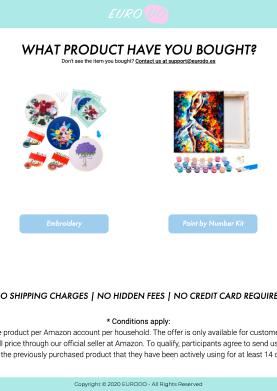 EURODO
WHAT PRODUCT HAVE YOU BOUGHT?
Don't see the item you bought? Contact us at support@eurodo.es
Embroidery
Paint by Number Kit
O SHIPPING CHARGES | NO HIDDEN FEES | NO CREDIT CARD REQUIRE
* Conditions apply:
e product per Amazon account per household. The offer is only available for custome
ll price through our official seller at Amazon. To qualify, participants agree to send us
the previously purchased product that they have been actively using for at least 14 d
Copyright © 2020 EURODO - All Rights Reserved